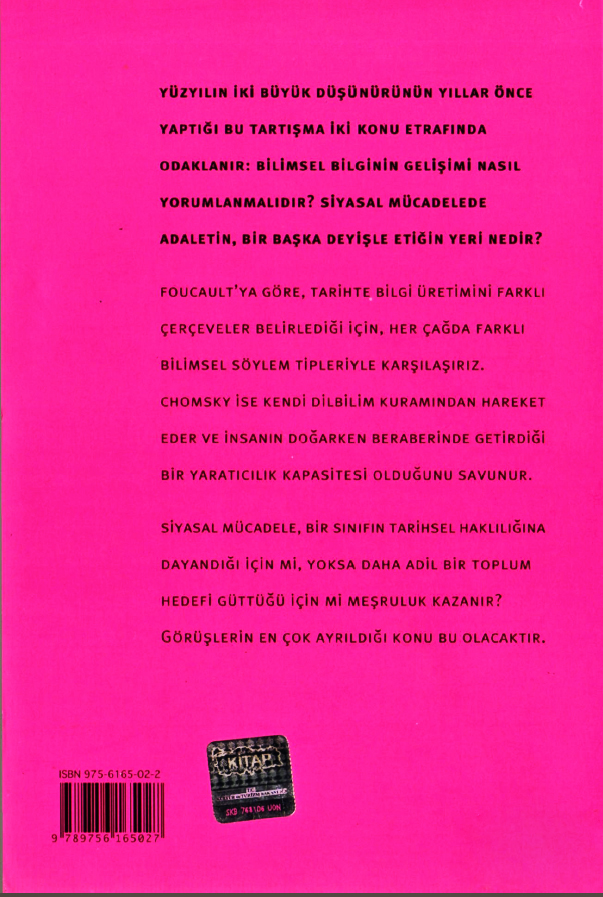 YÜZYILIN İKİ BÜYÜK DÜŞÜNÜRÜNÜN YILLAR ÖNCE
YAPTIĞI BU TARTIŞMA İKİ KONU ETRAFINDA
ODAKLANIR: BİLİMSEL BİLGİNİN GELİŞİMİ NASIL
YORUMLANMALIDIR? SİYASAL MÜCADELEDE
ADALETİN, BİR BAŞKA DEYİŞLE ETİĞİN YERİ NEDİR?
FOUCAULT'YA GÖRE, TARİHTE BİLGİ ÜRETİMİNİ FARKLI
ÇERÇEVELER BELİRLEDİĞİ İÇİN, HER ÇAĞDA FARKLI
BİLİMSEL SÖYLEM TİPLERİYLE KARŞILAŞIRIZ.
CHOMSKY İSE KENDİ DİLBİLİM KURAMINDAN HAREKET
EDER VE İNSANIN DOĞARKEN BERABERİNDE GETİRDİĞİ
BİR YARATICILIK KAPASİTESİ OLDUĞUNU SAVUNUR.
SİYASAL MÜCADELE, BİR SINIFIN TARİHSEL HAKLILIĞINA
DAYANDIĞI İÇİN Mİ, YOKSA DAHA ADİL BİR TOPLUM
HEDEFİ GÜTTÜĞÜ İÇİN Mİ MEŞRULUK KAZANIR?
GÖRÜŞLERİN EN ÇOK AYRILDIĞI KONU BU OLACAKTIR.
KİTAP
ISBN 975-6165-02-2
9 789756 165027